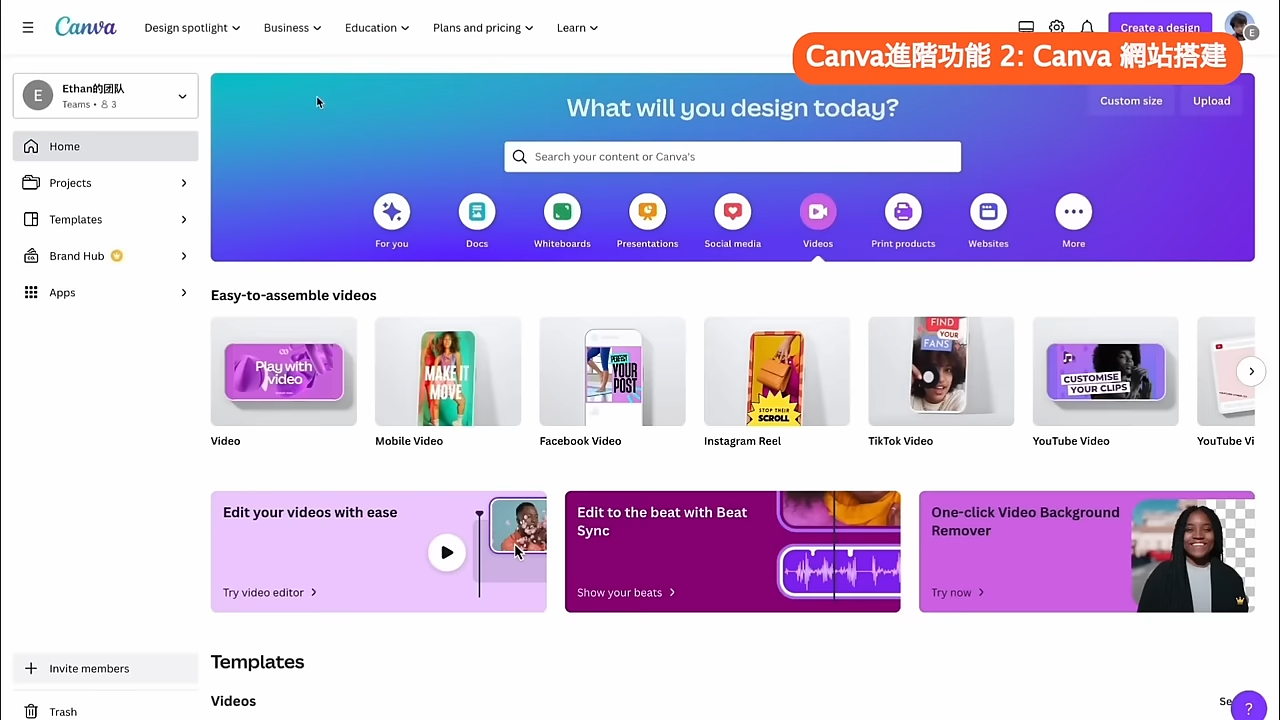 Canva
Design spotlight
Business
Education
Plans and pricing
Learn
Create a design
E
Canva進階功能 2: Canva 網站搭建
E
Ethan的团队
Teams • 3
Home
Projects
Templates
Brand Hub
Apps
Invite members
Trash
What will you design today?
Custom size
Upload
Search your content or Canva's
For you
Docs
Whiteboards
Presentations
Social media
Videos
Print products
Websites
More
Easy-to-assemble videos
Play with
video
MAKE IT
MOVE
PERFECT
YOUR
POST
STOP THEIR
SCROLL
FIND
YOUR
FANS
CUSTOMISE
YOUR CLIPS
Video
Mobile Video
Facebook Video
Instagram Reel
TikTok Video
YouTube Video
YouTube Vi
Edit your videos with ease
Try video editor
Edit to the beat with Beat
Sync
Show your beats
One-click Video Background
Remover
Try now
Templates
Videos
Se
?